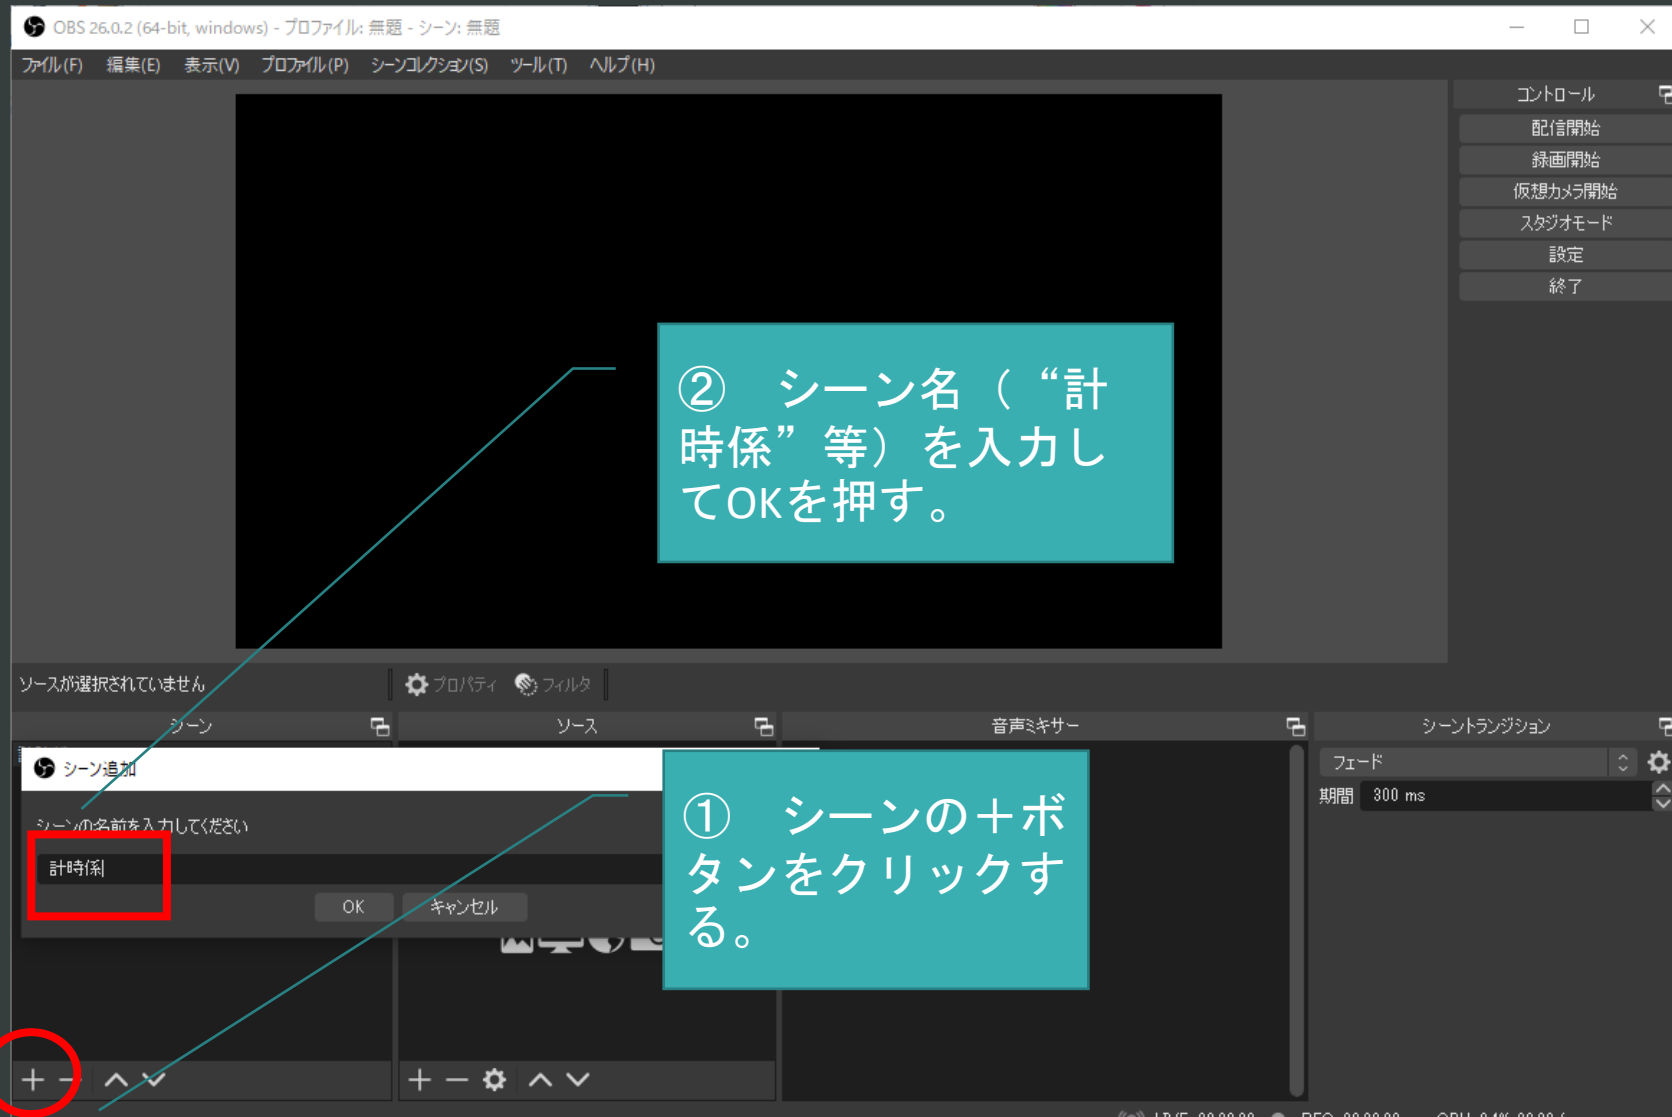 OBS 26.0.2 (64-bit, windows) - プロファイル: 無題 - シーン: 無題
ファイル(F) 編集(E) 表示(V) プロファイル(P) シーンコレクション(S) ツール(T) ヘルプ(H)
コントロール
配信開始
録画開始
仮想カメラ開始
スタジオモード
設定
終了
② シーン名（“計
時係”等）を入力し
てOKを押す。
ソースが選択されていません
プロパティ フィルタ
シーン
ソース
音声ミキサー
シーントランジション
シーン追加
シーンの名前を入力してください
計時係
OK キャンセル
① シーンの＋ボ
タンをクリックす
る。
フェード
期間 300 ms